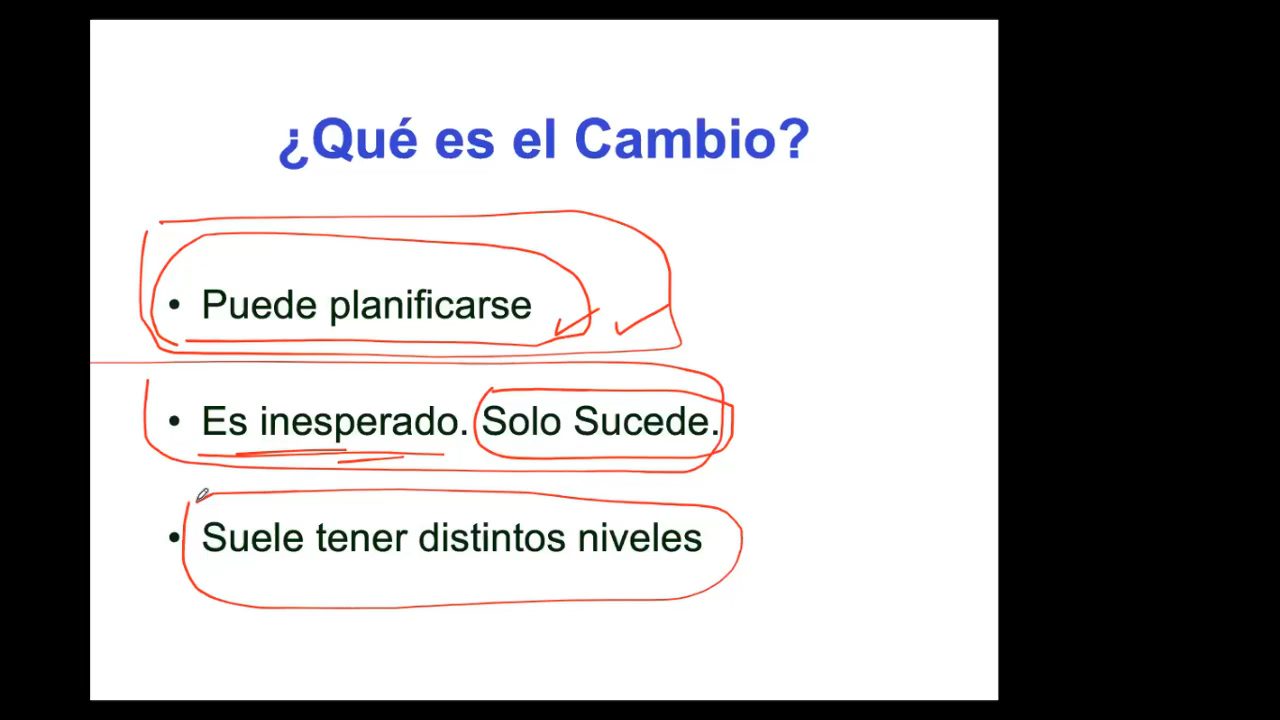 ¿Qué es el Cambio?
• Puede planificarse
• Es inesperado. Solo Sucede.
• Suele tener distintos niveles